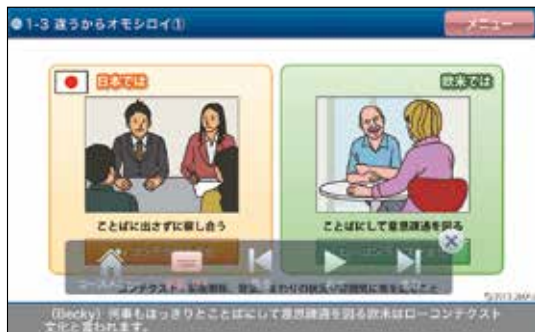 1-3 違うからオモシロイ①
メニュー
日本では
欧米では
ことばに出さずに察し合う
ことばにして意思疎通を図る
(Becky) 何事もはっきりとことばにして意思疎通を図る欧米はローコンテクスト
文化と言われます。